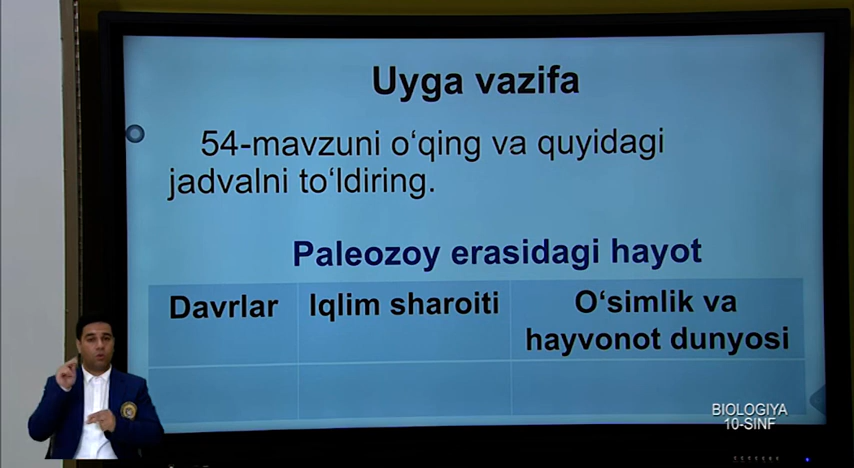 Uyga vazifa
54-mavzuni o‘qing va quyidagi
jadvalni to‘ldiring.
Paleozoy erasidagi hayot
Davrlar
Iqlim sharoiti
O‘simlik va
hayvonot dunyosi
BIOLOGIYA
10-SINF